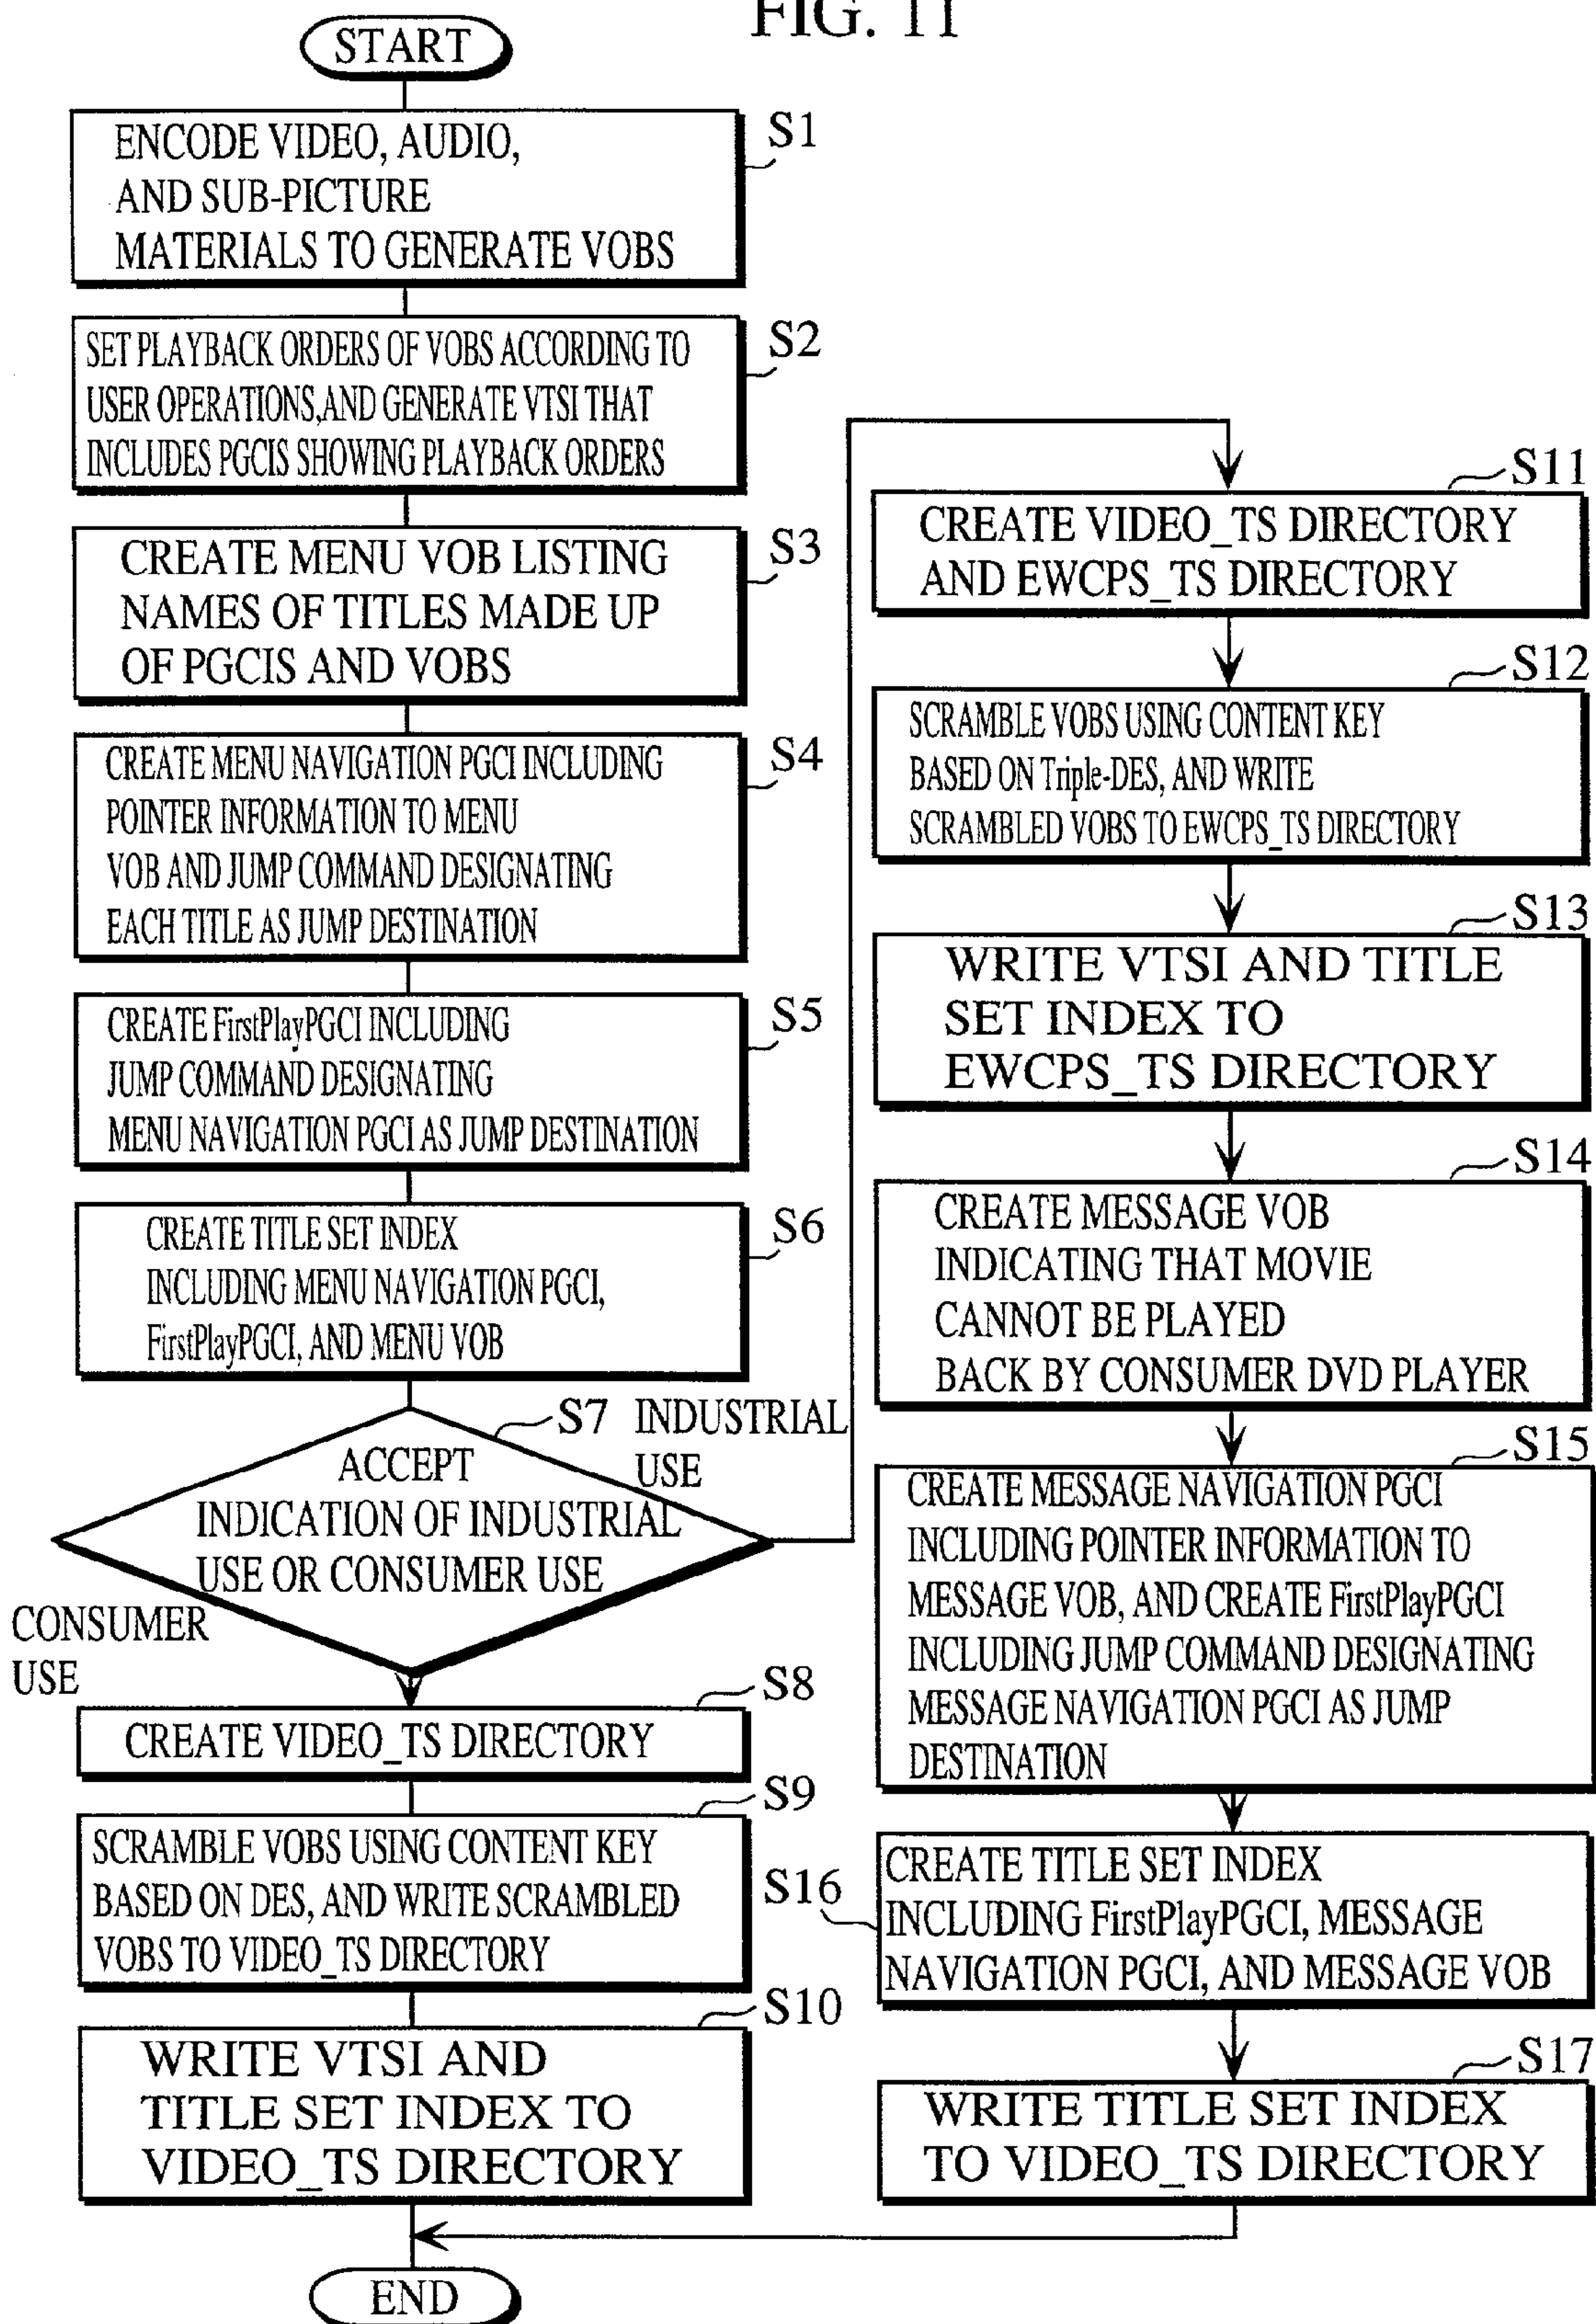 FIG. 11
START
S1
ENCODE VIDEO, AUDIO,
AND SUB-PICTURE
MATERIALS TO GENERATE VOBS
S2
SET PLAYBACK ORDERS OF VOBS ACCORDING TO
USER OPERATIONS,AND GENERATE VTSI THAT
INCLUDES PGCIS SHOWING PLAYBACK ORDERS
S3
CREATE MENU VOB LISTING
NAMES OF TITLES MADE UP
OF PGCIS AND VOBS
S4
CREATE MENU NAVIGATION PGCI INCLUDING
POINTER INFORMATION TO MENU
VOB AND JUMP COMMAND DESIGNATING
EACH TITLE AS JUMP DESTINATION
S5
CREATE FirstPlayPGCI INCLUDING
JUMP COMMAND DESIGNATING
MENU NAVIGATION PGCI AS JUMP DESTINATION
S6
CREATE TITLE SET INDEX
INCLUDING MENU NAVIGATION PGCI,
FirstPlayPGCI, AND MENU VOB
S7
INDUSTRIAL
USE
ACCEPT
INDICATION OF INDUSTRIAL
USE OR CONSUMER USE
CONSUMER
USE
S8
CREATE VIDEO_TS DIRECTORY
S9
SCRAMBLE VOBS USING CONTENT KEY
BASED ON DES, AND WRITE SCRAMBLED
VOBS TO VIDEO_TS DIRECTORY
S10
WRITE VTSI AND
TITLE SET INDEX TO
VIDEO_TS DIRECTORY
S11
CREATE VIDEO_TS DIRECTORY
AND EWCPS_TS DIRECTORY
S12
SCRAMBLE VOBS USING CONTENT KEY
BASED ON Triple-DES, AND WRITE
SCRAMBLED VOBS TO EWCPS_TS DIRECTORY
S13
WRITE VTSI AND TITLE
SET INDEX TO
EWCPS_TS DIRECTORY
S14
CREATE MESSAGE VOB
INDICATING THAT MOVIE
CANNOT BE PLAYED
BACK BY CONSUMER DVD PLAYER
S15
CREATE MESSAGE NAVIGATION PGCI
INCLUDING POINTER INFORMATION TO
MESSAGE VOB, AND CREATE FirstPlayPGCI
INCLUDING JUMP COMMAND DESIGNATING
MESSAGE NAVIGATION PGCI AS JUMP
DESTINATION
S16
CREATE TITLE SET INDEX
INCLUDING FirstPlayPGCI, MESSAGE
NAVIGATION PGCI, AND MESSAGE VOB
S17
WRITE TITLE SET INDEX
TO VIDEO_TS DIRECTORY
END